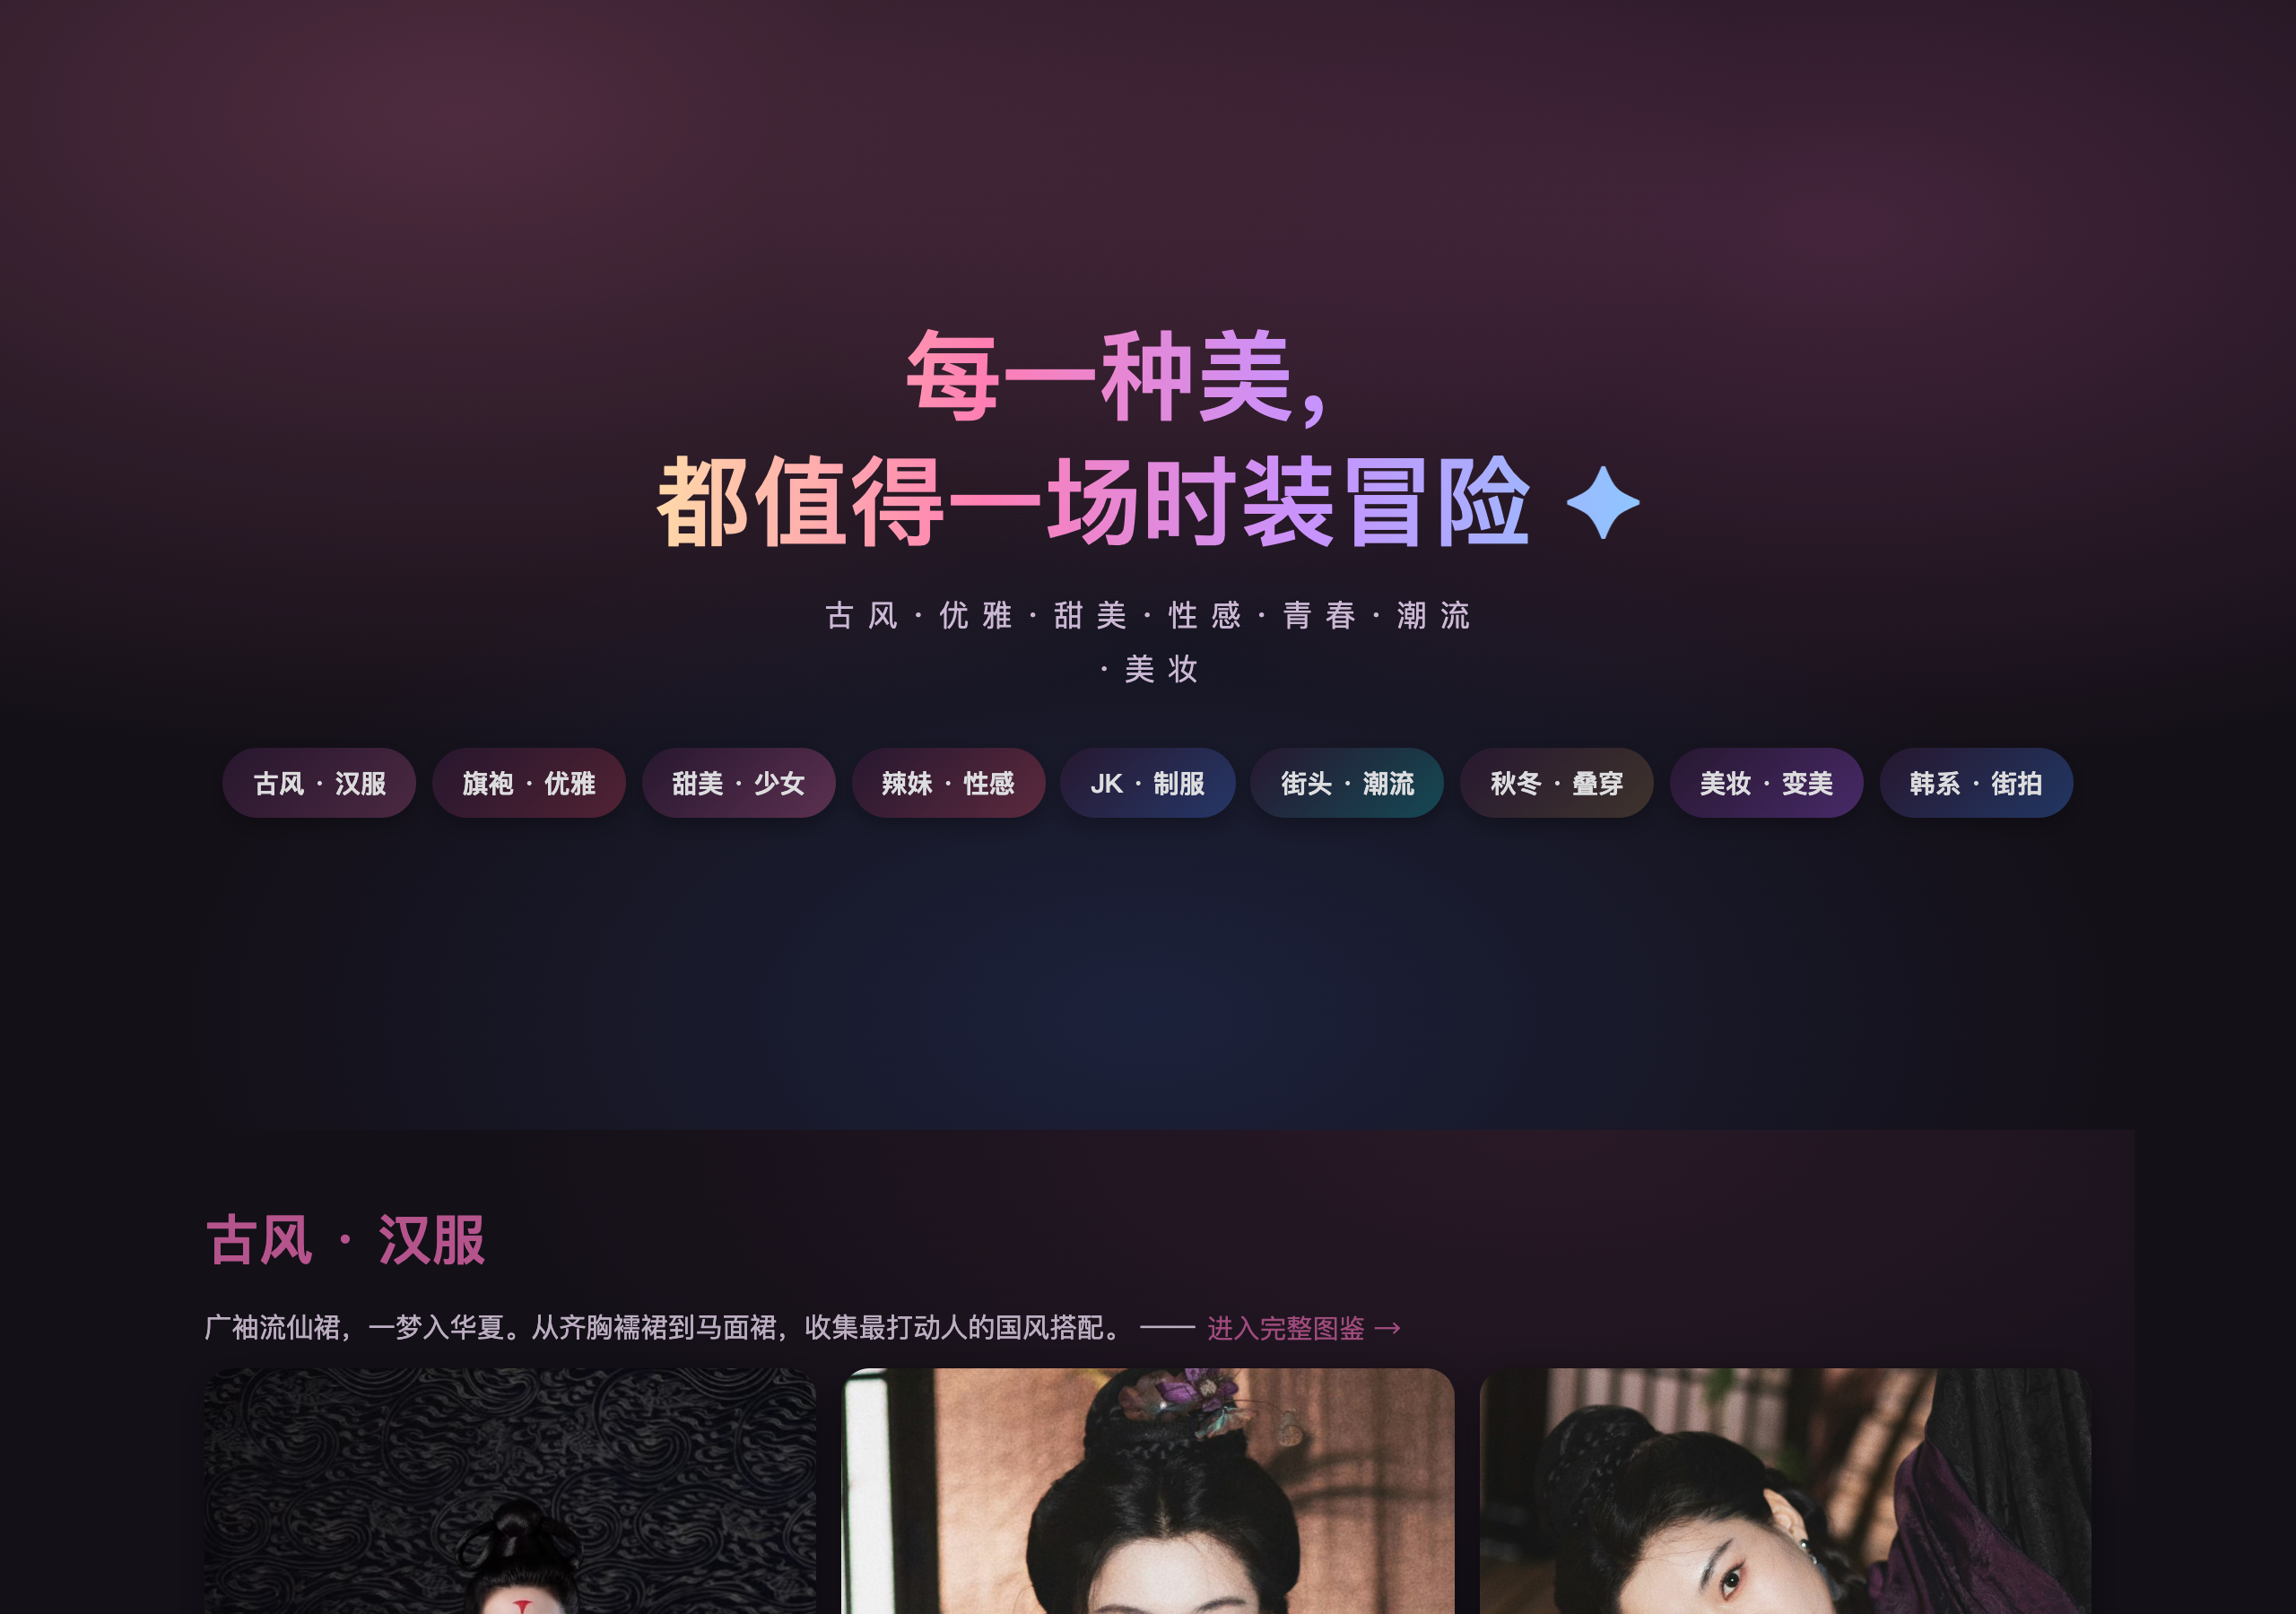 每一种美，
都值得一场时装冒险 ✦
古风·优雅·甜美·性感·青春·潮流
·美妆
古风 · 汉服
旗袍 · 优雅
甜美 · 少女
辣妹 · 性感
JK · 制服
街头 · 潮流
秋冬 · 叠穿
美妆 · 变美
韩系 · 街拍
古风 · 汉服
广袖流仙裙，一梦入华夏。从齐胸襦裙到马面裙，收集最打动人的国风搭配。 —— 进入完整图鉴 →